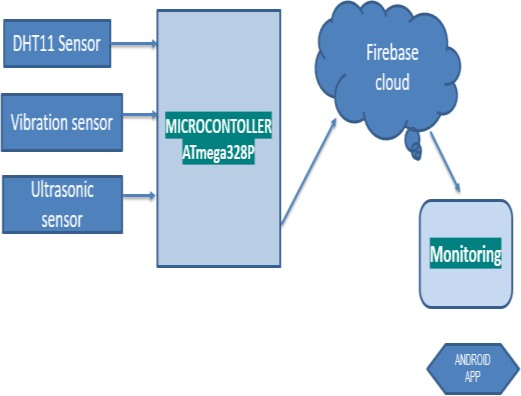 DHT11 Sensor
Vibration sensor
Ultrasonic
sensor
MICROCONTOLLER
ATmega328P
Firebase
cloud
Monitoring
ANDROID
APP